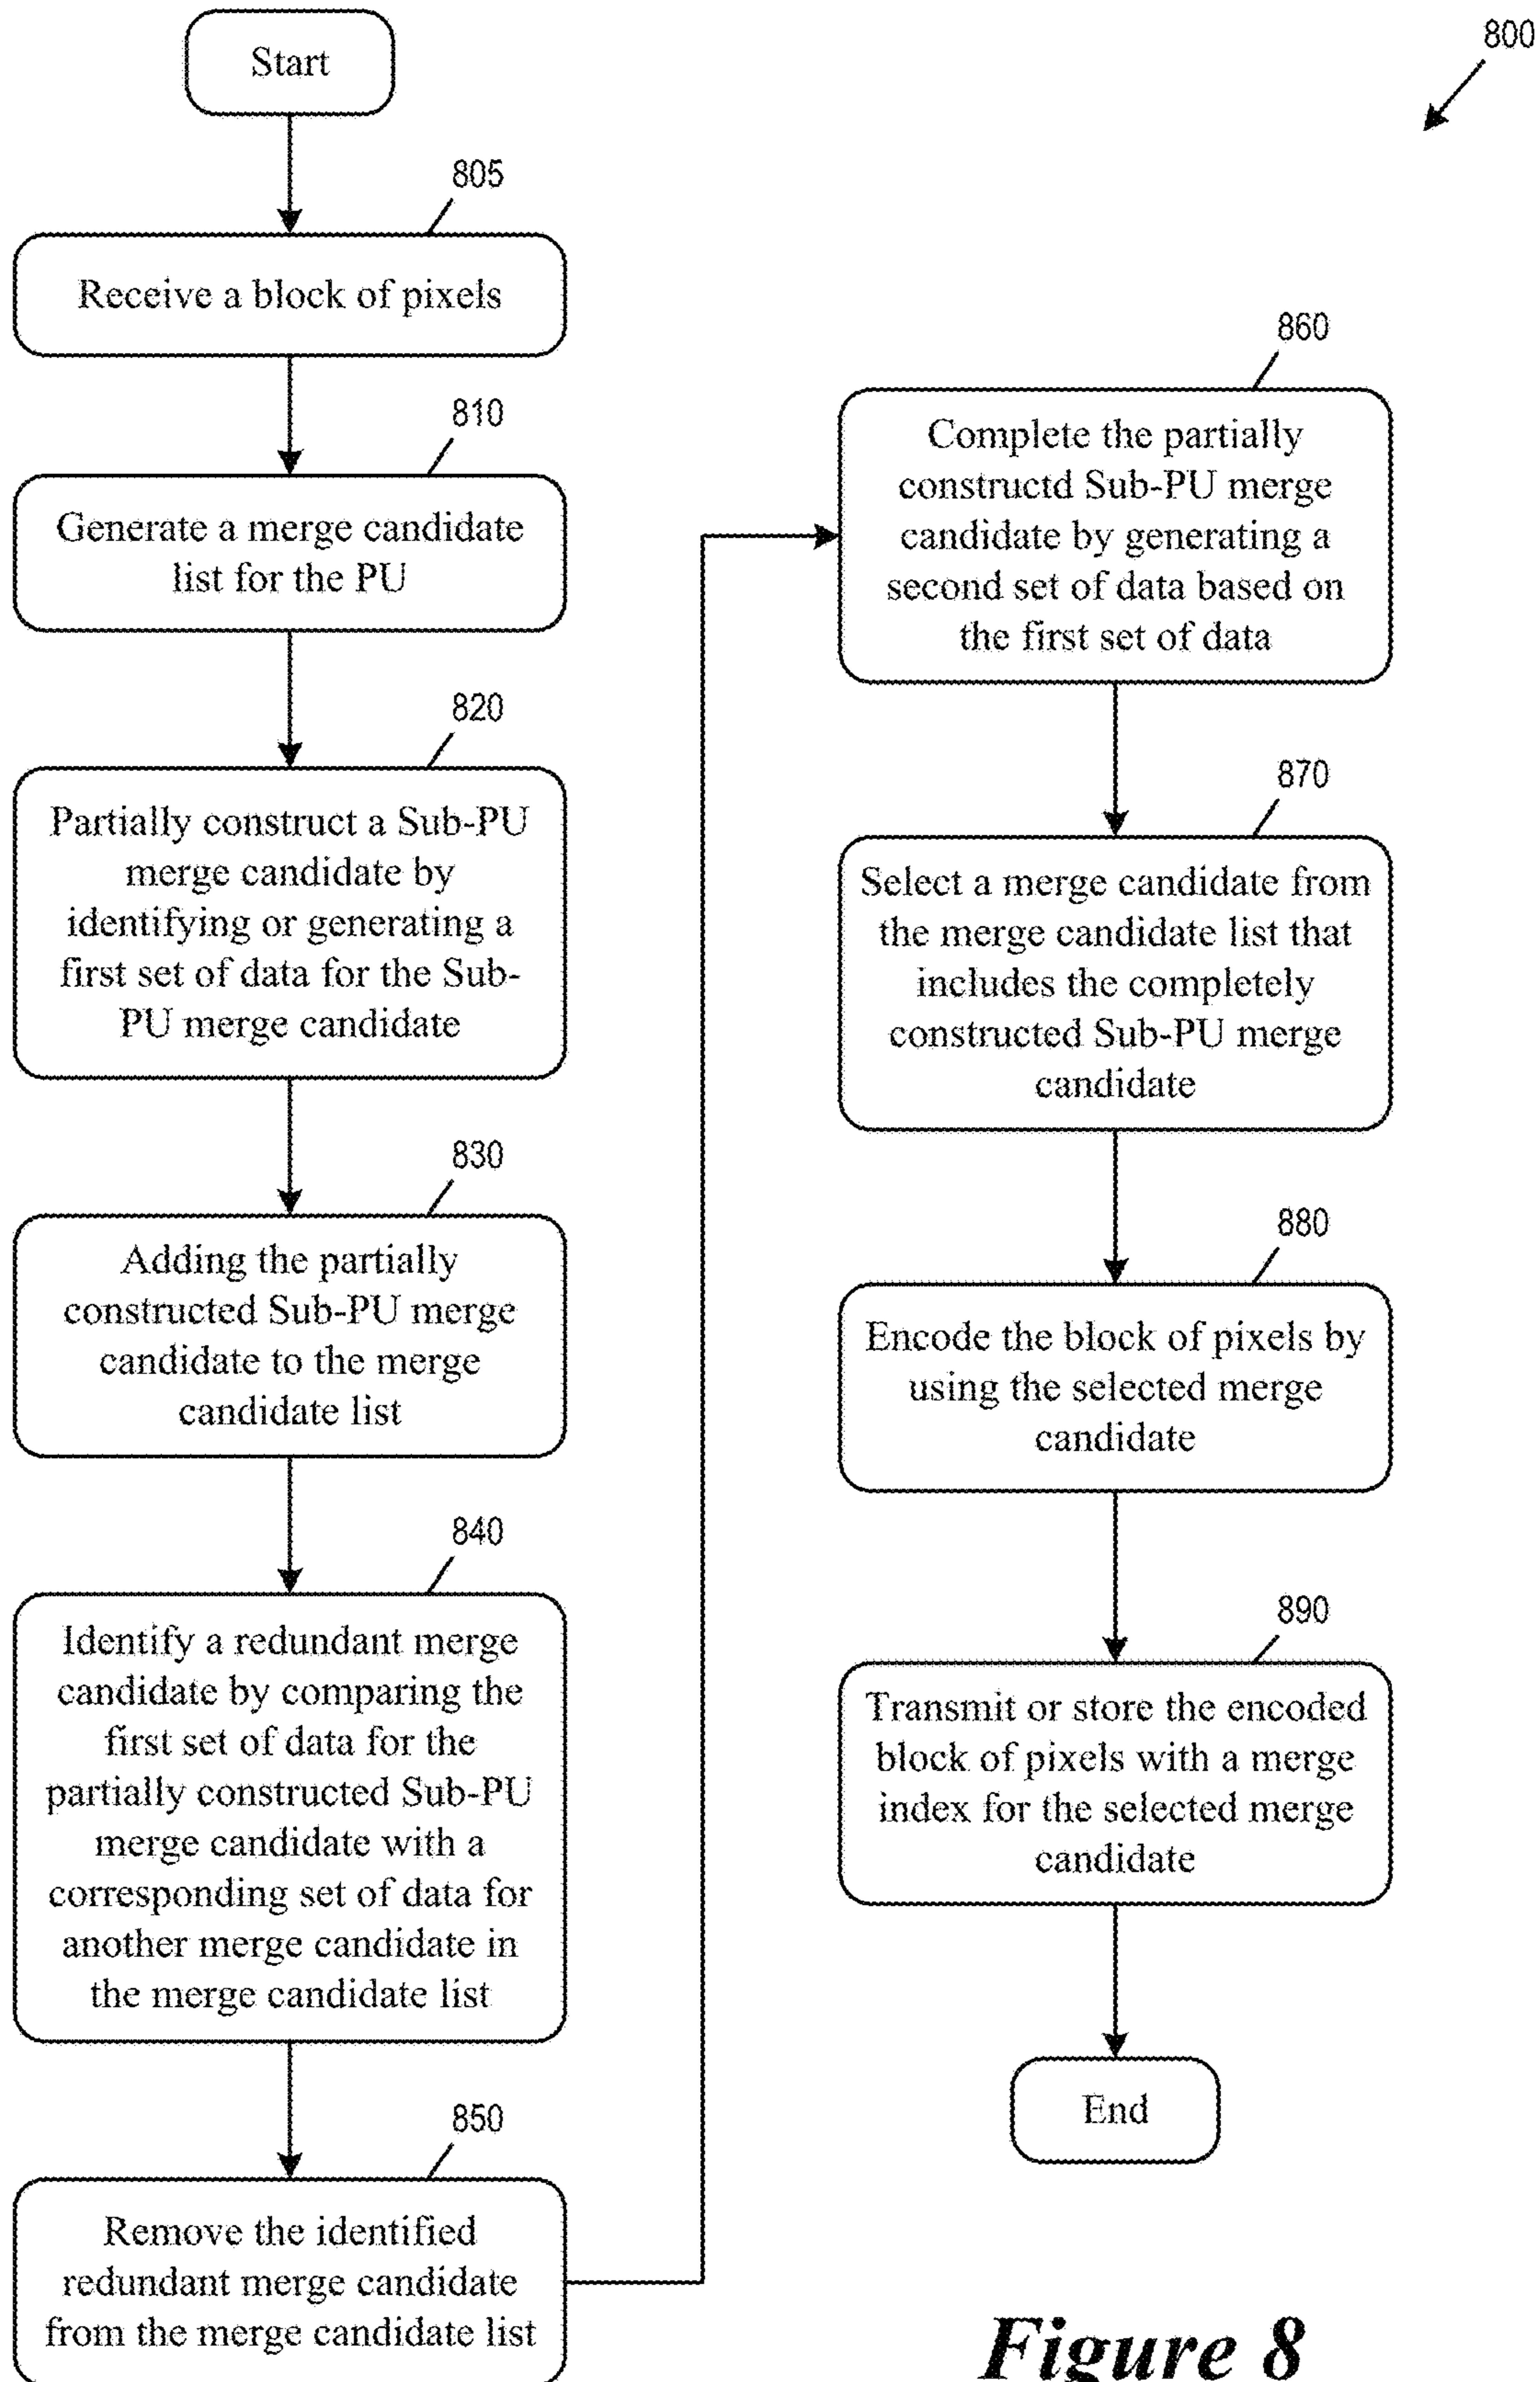 800
Start
805
Receive a block of pixels
810
Generate a merge candidate
list for the PU
820
Partially construct a Sub-PU
merge candidate by
identifying or generating a
first set of data for the Sub-
PU merge candidate
830
Adding the partially
constructed Sub-PU merge
candidate to the merge
candidate list
840
Identify a redundant merge
candidate by comparing the
first set of data for the
partially constructed Sub-PU
merge candidate with a
corresponding set of data for
another merge candidate in
the merge candidate list
850
Remove the identified
redundant merge candidate
from the merge candidate list
860
Complete the partially
constructd Sub-PU merge
candidate by generating a
second set of data based on
the first set of data
870
Select a merge candidate from
the merge candidate list that
includes the completely
constructed Sub-PU merge
candidate
880
Encode the block of pixels by
using the selected merge
candidate
890
Transmit or store the encoded
block of pixels with a merge
index for the selected merge
candidate
End
Figure 8